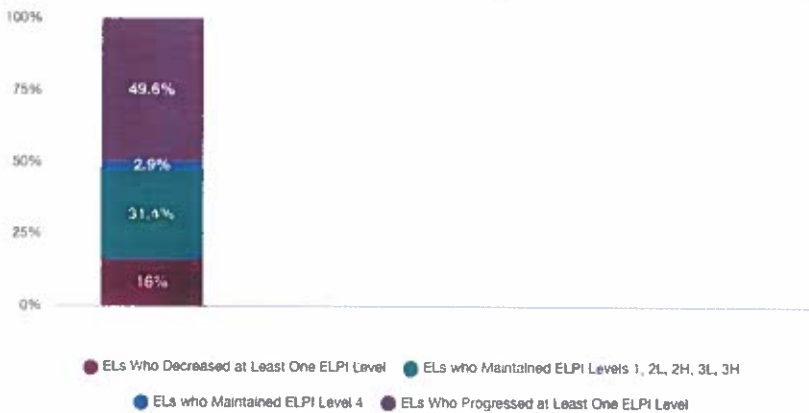 100%
75%
50%
25%
0%
49.6%
2.9%
31.4%
16%
ELs Who Decreased at Least One ELPI Level
ELs who Maintained ELPI Levels 1, 2L, 2H, 3L, 3H
ELs who Maintained ELPI Level 4
ELs Who Progressed at Least One ELPI Level